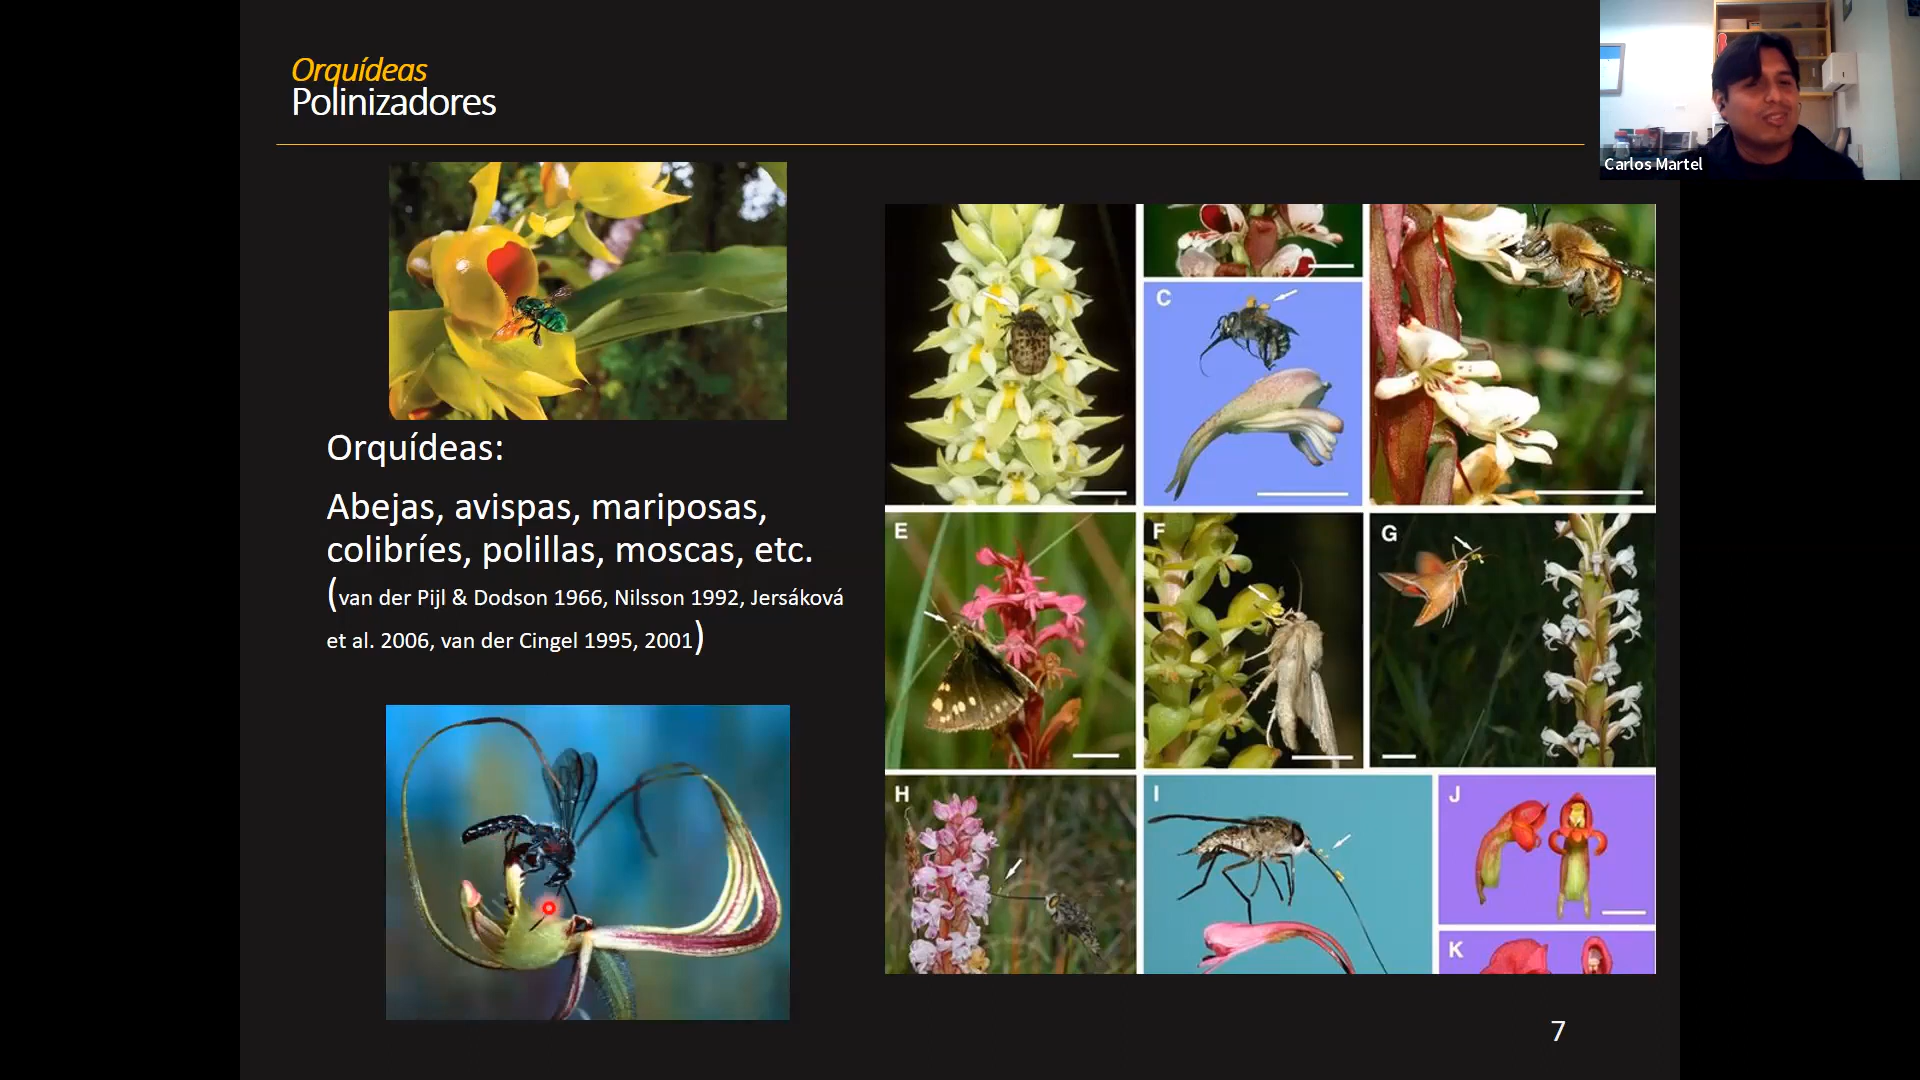 Orquídeas
Polinizadores
Carlos Martel
Orquídeas:
Abejas, avispas, mariposas,
colibríes, polillas, moscas, etc.
(van der Pijl & Dodson 1966, Nilsson 1992, Jersáková
et al. 2006, van der Cingel 1995, 2001)
C
E
F
G
H
I
J
K
7